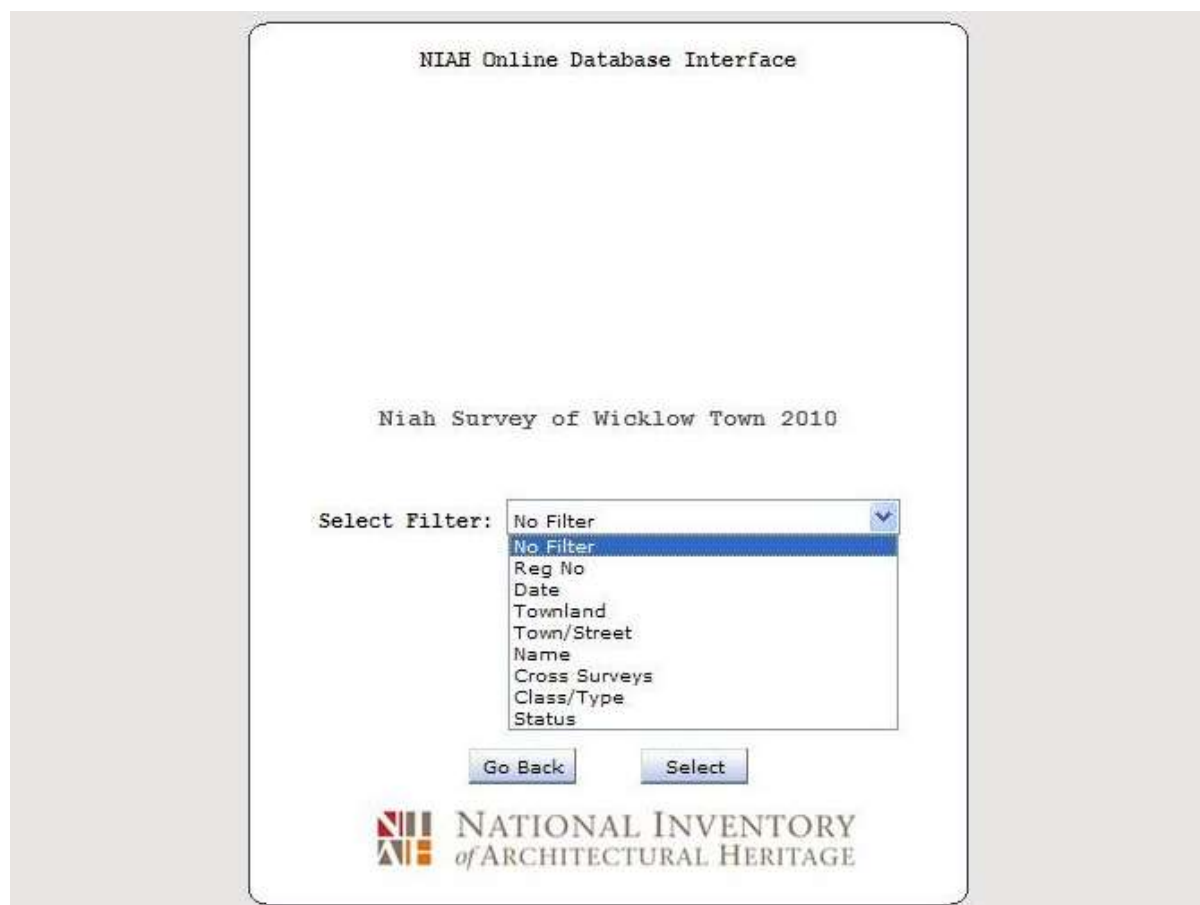 NIAH Online Database Interface
Niah Survey of Wicklow Town 2010
Select Filter: No Filter
No Filter
Reg No
Date
Townland
Town/Street
Name
Cross Surveys
Class/Type
Status
Go Back Select
NIAH NATIONAL INVENTORY
of ARCHITECTURAL HERITAGE